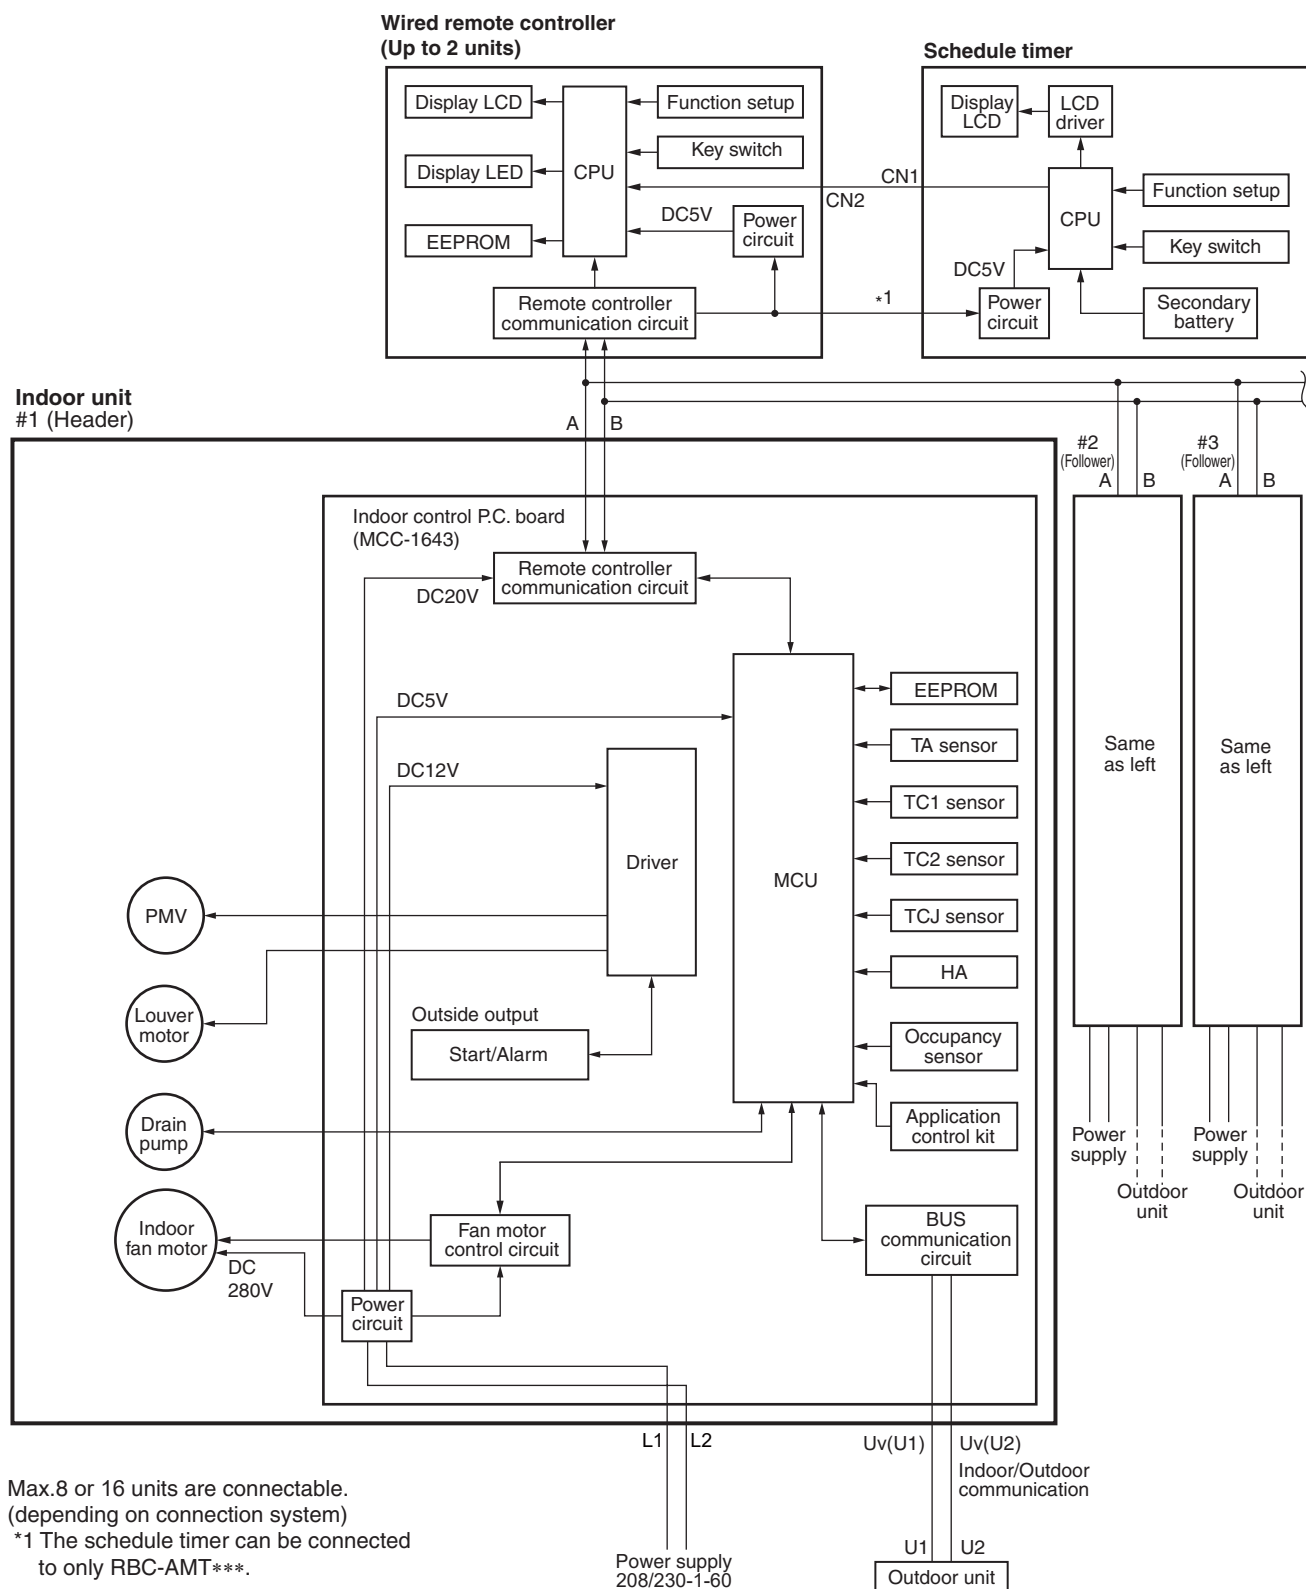 Wired remote controller
(Up to 2 units)
Schedule timer
Display LCD
Function setup
Key switch
Display LED
CPU
EEPROM
DC5V
Power
circuit
Remote controller
communication circuit
CN1
CN2
*1
Display
LCD
LCD
driver
CPU
Function setup
Key switch
DC5V
Power
circuit
Secondary
battery
Indoor unit
#1 (Header)
A
B
#2
(Follower)
A
B
#3
(Follower)
A
B
Indoor control P.C. board
(MCC-1643)
Remote controller
communication circuit
DC20V
DC5V
DC12V
Driver
MCU
EEPROM
TA sensor
TC1 sensor
TC2 sensor
TCJ sensor
HA
Occupancy
sensor
Application
control kit
Same
as left
Same
as left
PMV
Louver
motor
Outside output
Start/Alarm
Drain
pump
Indoor
fan motor
DC
280V
Fan motor
control circuit
Power
circuit
BUS
communication
circuit
Power
supply
Outdoor
unit
Power
supply
Outdoor
unit
L1
L2
Uv(U1)
Uv(U2)
Indoor/Outdoor
communication
Max.8 or 16 units are connectable.
(depending on connection system)
*1 The schedule timer can be connected
to only RBC-AMT***.
Power supply
208/230-1-60
U1
U2
Outdoor unit